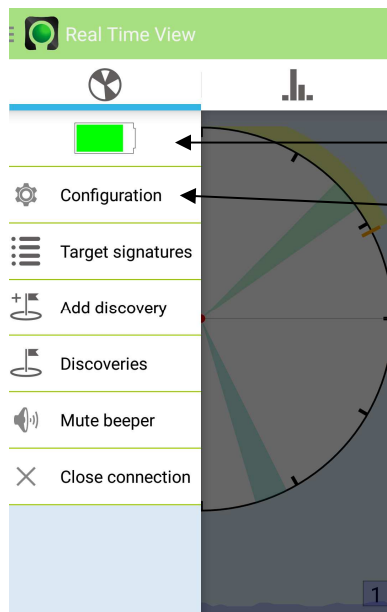 Real Time View
Configuration
Target signatures
Add discovery
Discoveries
Mute beeper
Close connection
1